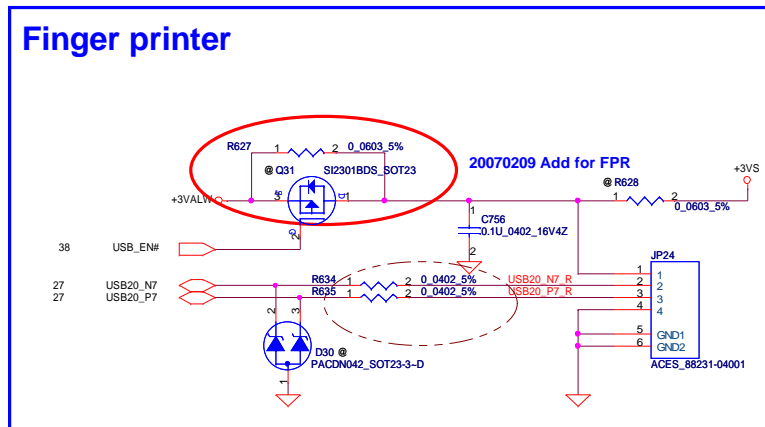 Finger printer
R627 1 2 0_0603_5%
@ Q31 SI2301BDS_SOT23
20070209 Add for FPR
+3VS
@ R628
+3VALW 3 S D 1
1 2
0_0603_5%
G
2
1
C756
0.1U_0402_16V4Z
2
38 USB_EN#
JP24
27 USB20_N7 R634 1 2 0_0402_5% USB20_N7_R
27 USB20_P7 R635 1 2 0_0402_5% USB20_P7_R
1 1
2 2
3 3
4 4
5 GND1
6 GND2
ACES_88231-04001
2 3
D30 @
PACDN042_SOT23-3~D
1